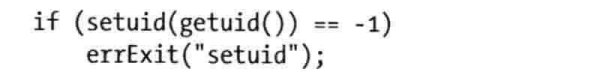 if (setuid(getuid()) == -1)
    errExit("setuid");